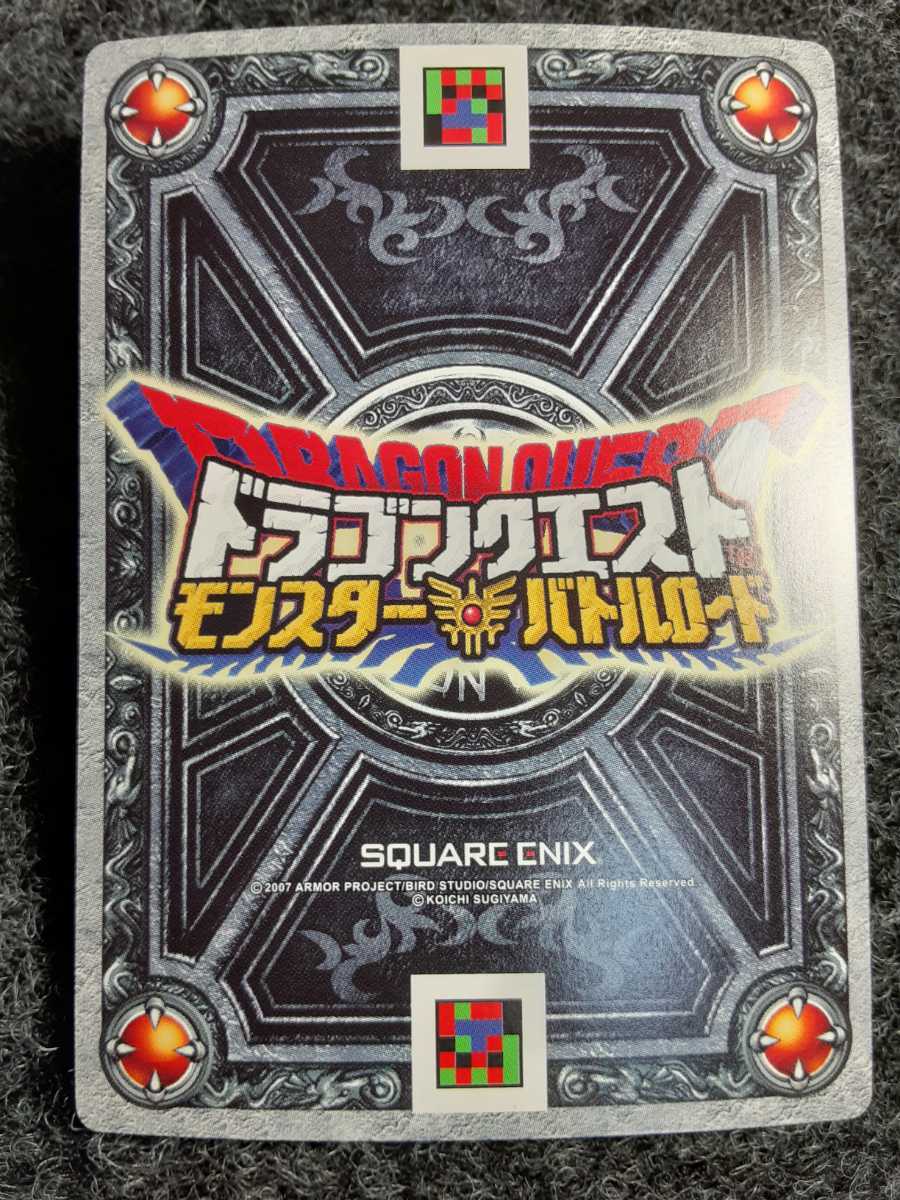 DRAGON QUEST
ドラゴンクエスト
モンスター バトルロード
SQUARE ENIX
©2007 ARMOR PROJECT/BIRD STUDIO/SQUARE ENIX All Rights Reserved.
©KOICHI SUGIYAMA